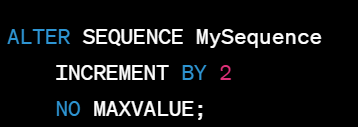 ALTER SEQUENCE MySequence
INCREMENT BY 2
NO MAXVALUE;